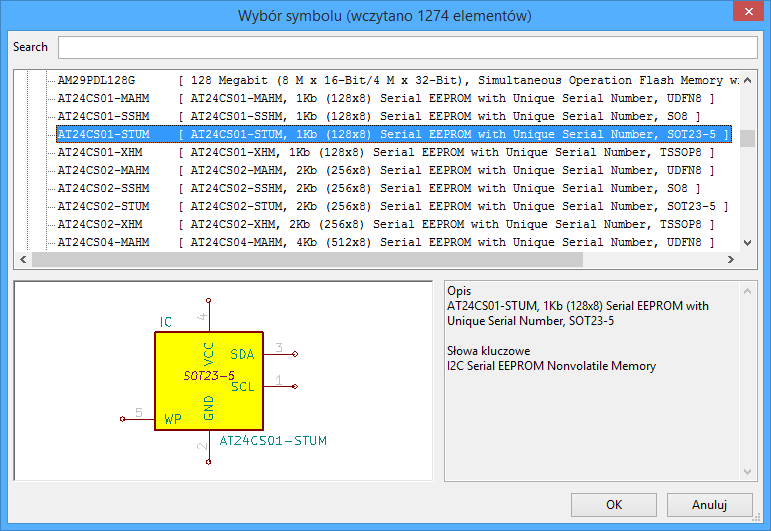 Wybór symbolu (wczytano 1274 elementów)
Search
AM29PDL128G [ 128 Megabit (8 M x 16-Bit/4 M x 32-Bit), Simultaneous Operation Flash Memory wi
AT24CS01-MAHM [ AT24CS01-MAHM, 1Kb (128x8) Serial EEPROM with Unique Serial Number, UDFN8 ]
AT24CS01-SSHM [ AT24CS01-SSHM, 1Kb (128x8) Serial EEPROM with Unique Serial Number, SO8 ]
AT24CS01-STUM [ AT24CS01-STUM, 1Kb (128x8) Serial EEPROM with Unique Serial Number, SOT23-5 ]
AT24CS01-XHM [ AT24CS01-XHM, 1Kb (128x8) Serial EEPROM with Unique Serial Number, TSSOP8 ]
AT24CS02-MAHM [ AT24CS02-MAHM, 2Kb (256x8) Serial EEPROM with Unique Serial Number, UDFN8 ]
AT24CS02-SSHM [ AT24CS02-SSHM, 2Kb (256x8) Serial EEPROM with Unique Serial Number, SO8 ]
AT24CS02-STUM [ AT24CS02-STUM, 2Kb (256x8) Serial EEPROM with Unique Serial Number, SOT23-5 ]
AT24CS02-XHM [ AT24CS02-XHM, 2Kb (256x8) Serial EEPROM with Unique Serial Number, TSSOP8 ]
AT24CS04-MAHM [ AT24CS04-MAHM, 4Kb (512x8) Serial EEPROM with Unique Serial Number, UDFN8 ]
IC
4
VCC
SDA
3
SOT23-5
SCL
1
GND
5
WP
2
AT24CS01-STUM
Opis
AT24CS01-STUM, 1Kb (128x8) Serial EEPROM with
Unique Serial Number, SOT23-5
Słowa kluczowe
I2C Serial EEPROM Nonvolatile Memory
OK
Anuluj